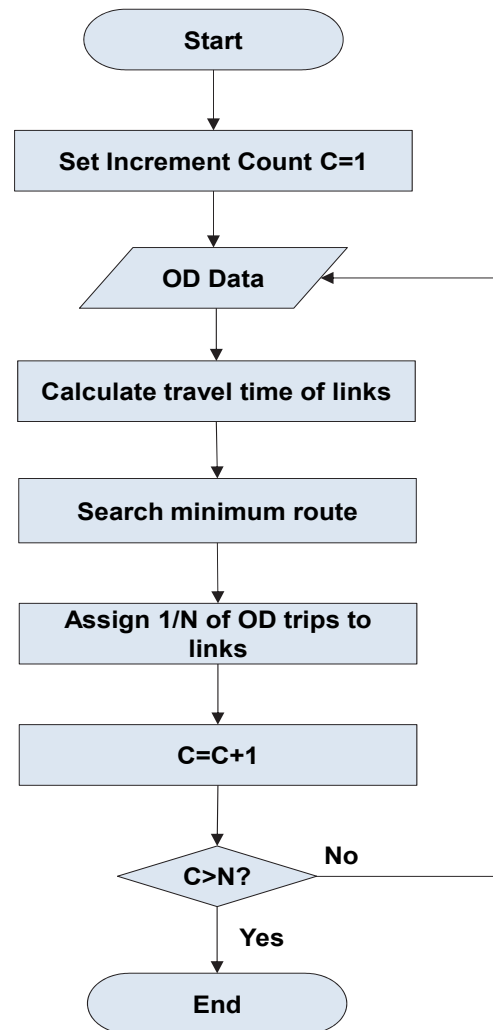 Start
Set Increment Count C=1
OD Data
Calculate travel time of links
Search minimum route
Assign 1/N of OD trips to
links
C=C+1
C>N?
No
Yes
End